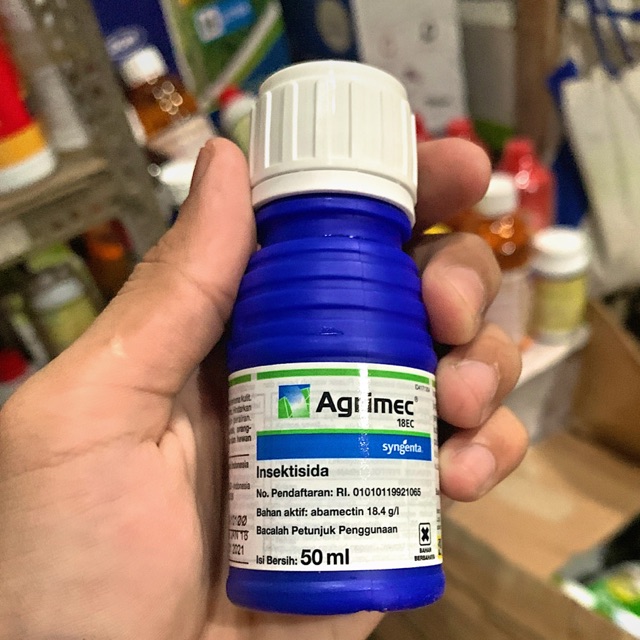 Agrimec®
18EC
syngenta
Insektisida
No. Pendaftaran: RI. 01010119921065
Bahan aktif: abamectin 18.4 g/l
Bacalah Petunjuk Penggunaan
Isi Bersih: 50 ml
BAHAN
BERBAHAYA
2021